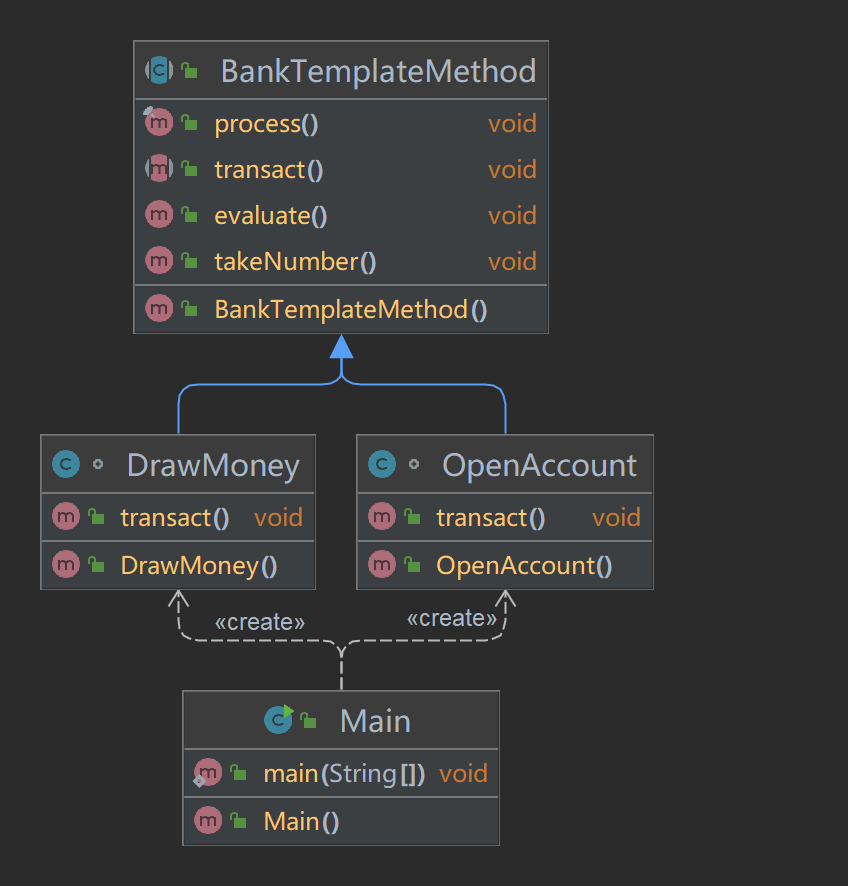 BankTemplateMethod
process() void
transact() void
evaluate() void
takeNumber() void
BankTemplateMethod()
DrawMoney
transact() void
DrawMoney()
OpenAccount
transact() void
OpenAccount()
«create»
«create»
Main
main(String[]) void
Main()